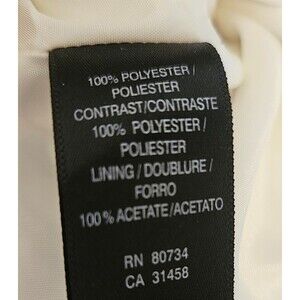 100% POLYESTER /
POLIESTER
CONTRAST/CONTRASTE
100% POLYESTER /
POLIESTER
LINING / DOUBLURE /
FORRO
100% ACETATE/ACETATO
RN 80734
CA 31458